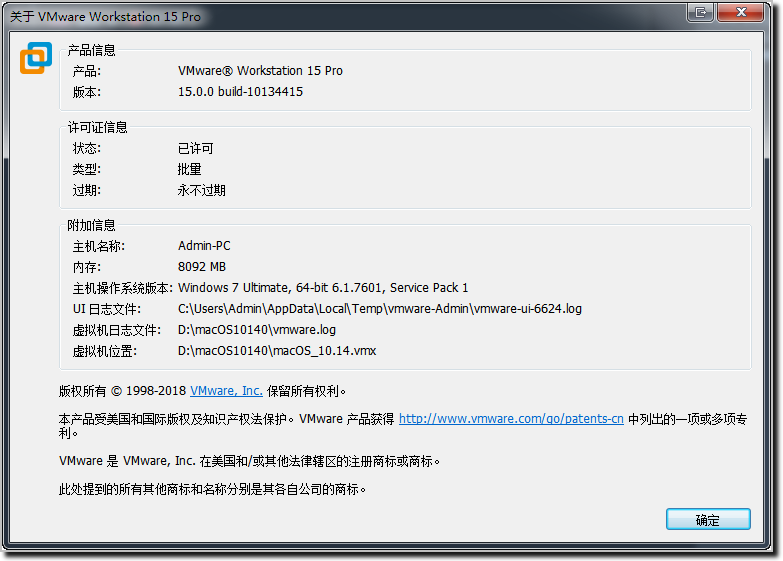 关于 VMware Workstation 15 Pro
产品信息
产品: VMware® Workstation 15 Pro
版本: 15.0.0 build-10134415
许可证信息
状态: 已许可
类型: 批量
过期: 永不过期
附加信息
主机名称: Admin-PC
内存: 8092 MB
主机操作系统版本: Windows 7 Ultimate, 64-bit 6.1.7601, Service Pack 1
UI 日志文件: C:\Users\Admin\AppData\Local\Temp\vmware-Admin\vmware-ui-6624.log
虚拟机日志文件: D:\macOS10140\vmware.log
虚拟机位置: D:\macOS10140\macOS_10.14.vmx
版权所有 © 1998-2018 VMware, Inc. 保留所有权利。
本产品受美国和国际版权及知识产权法保护。VMware 产品获得 http://www.vmware.com/go/patents-cn 中列出的一项或多项专
利。
VMware 是 VMware, Inc. 在美国和/或其他法律辖区的注册商标或商标。
此处提到的所有其他商标和名称分别是其各自公司的商标。
确定